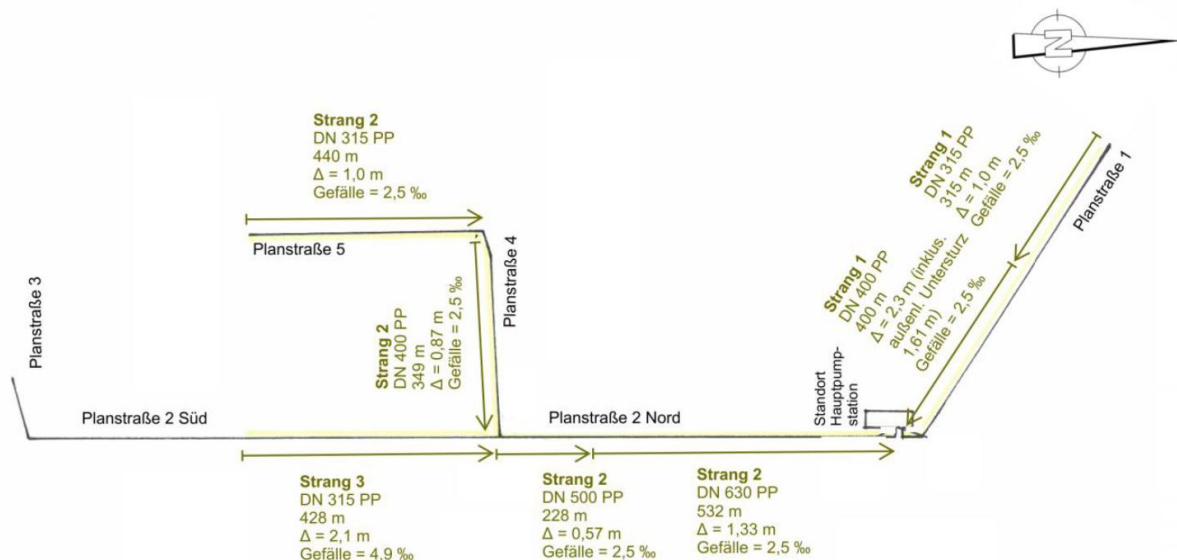 N
Strang 2
DN 315 PP
440 m
Δ = 1,0 m
Gefälle = 2,5 ‰
Strang 1
DN 315 PP
315 m
Δ = 1,0 m
Gefälle = 2,5 ‰
Planstraße 1
Planstraße 5
Planstraße 4
Planstraße 3
Strang 1
DN 400 PP
400 m
Δ = 2,3 m (inklus.
außenl. Untersturz
1,61 m)
Gefälle = 2,5 ‰
Strang 2
DN 400 PP
349 m
Δ = 0,87 m
Gefälle = 2,5 ‰
Standort
Hauptpump-
station
Planstraße 2 Süd
Planstraße 2 Nord
Strang 3
DN 315 PP
428 m
Δ = 2,1 m
Gefälle = 4,9 ‰
Strang 2
DN 500 PP
228 m
Δ = 0,57 m
Gefälle = 2,5 ‰
Strang 2
DN 630 PP
532 m
Δ = 1,33 m
Gefälle = 2,5 ‰